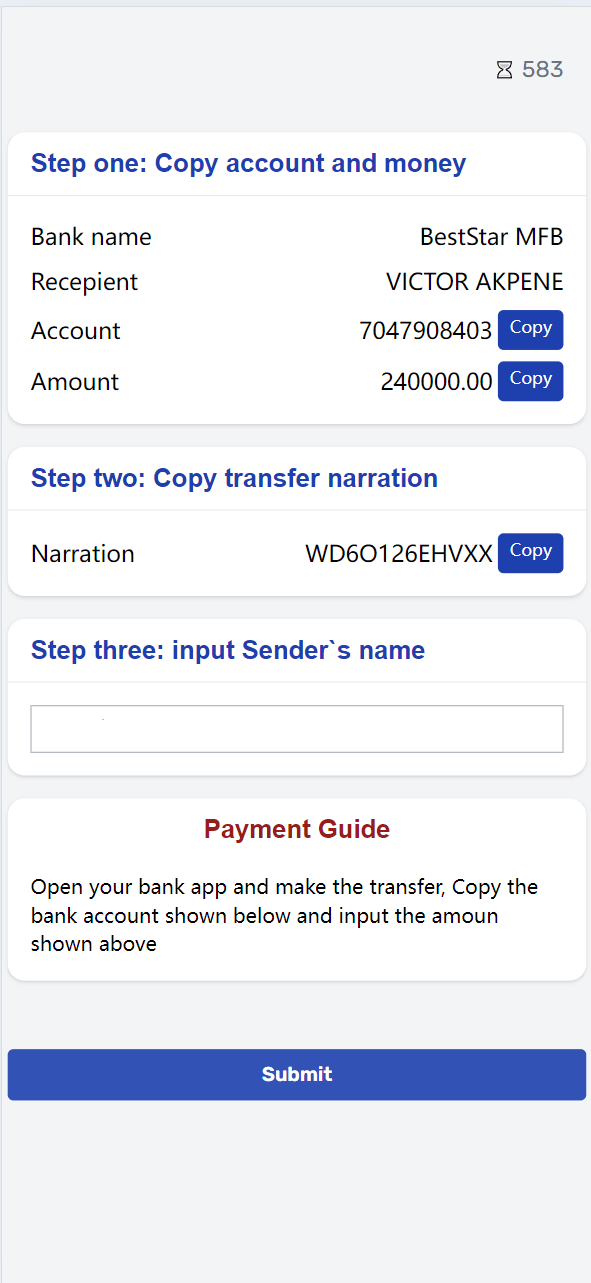 583
Step one: Copy account and money
Bank name BestStar MFB
Recepient VICTOR AKPENE
Account 7047908403 Copy
Amount 240000.00 Copy
Step two: Copy transfer narration
Narration WD6O126EHVXX Copy
Step three: input Sender`s name
Payment Guide
Open your bank app and make the transfer, Copy the
bank account shown below and input the amoun
shown above
Submit